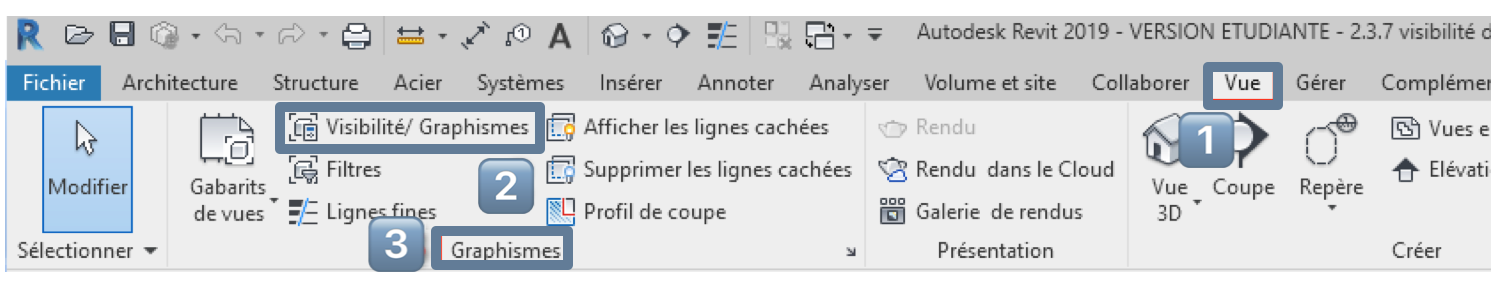 Autodesk Revit 2019 - VERSION ETUDIANTE - 2.3.7 visibilité d
Fichier Architecture Structure Acier Systèmes Insérer Annoter Analyser Volume et site Collaborer Vue Gérer Complémen
Visibilité/ Graphismes Afficher les lignes cachées Rendu 1 Vues e
Modifier Gabarits de vues Filtres 2 Supprimer les lignes cachées Rendu dans le Cloud Vue 3D Coupe Repère Elévati
Lignes fines Profil de coupe Galerie de rendus
Sélectionner 3 Graphismes Présentation Créer